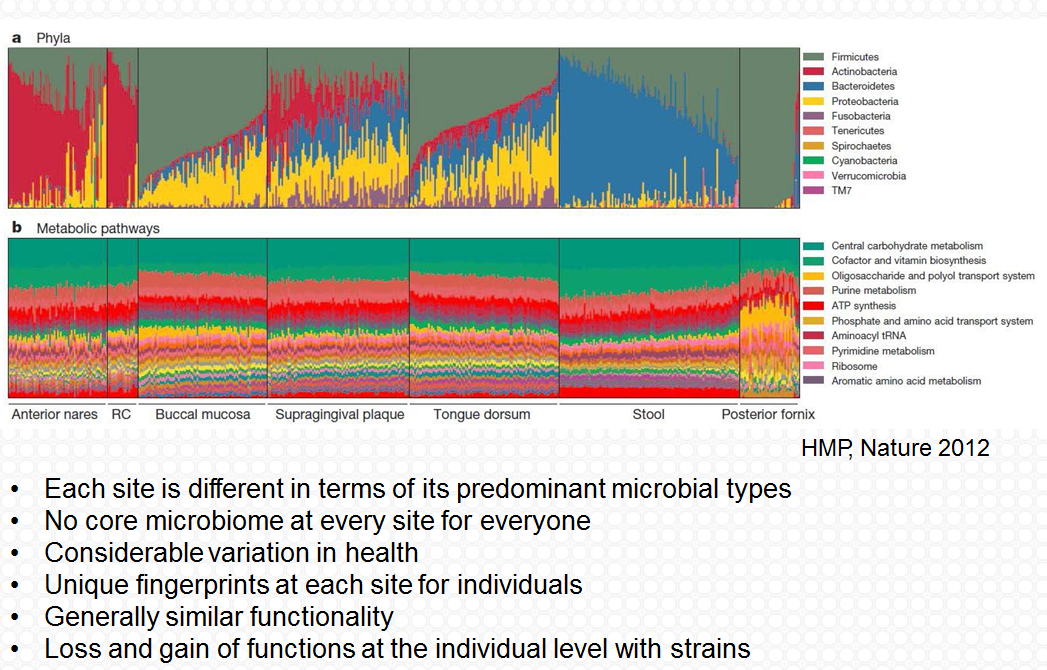 a Phyla
Firmicutes
Actinobacteria
Bacteroidetes
Proteobacteria
Fusobacteria
Tenericutes
Spirochaetes
Cyanobacteria
Verrucomicrobia
TM7
b Metabolic pathways
Central carbohydrate metabolism
Cofactor and vitamin biosynthesis
Oligosaccharide and polyol transport system
Purine metabolism
ATP synthesis
Phosphate and amino acid transport system
Aminoacyl tRNA
Pyrimidine metabolism
Ribosome
Aromatic amino acid metabolism
Anterior nares RC Buccal mucosa Supragingival plaque Tongue dorsum Stool Posterior fornix
HMP, Nature 2012
• Each site is different in terms of its predominant microbial types
• No core microbiome at every site for everyone
• Considerable variation in health
• Unique fingerprints at each site for individuals
• Generally similar functionality
• Loss and gain of functions at the individual level with strains